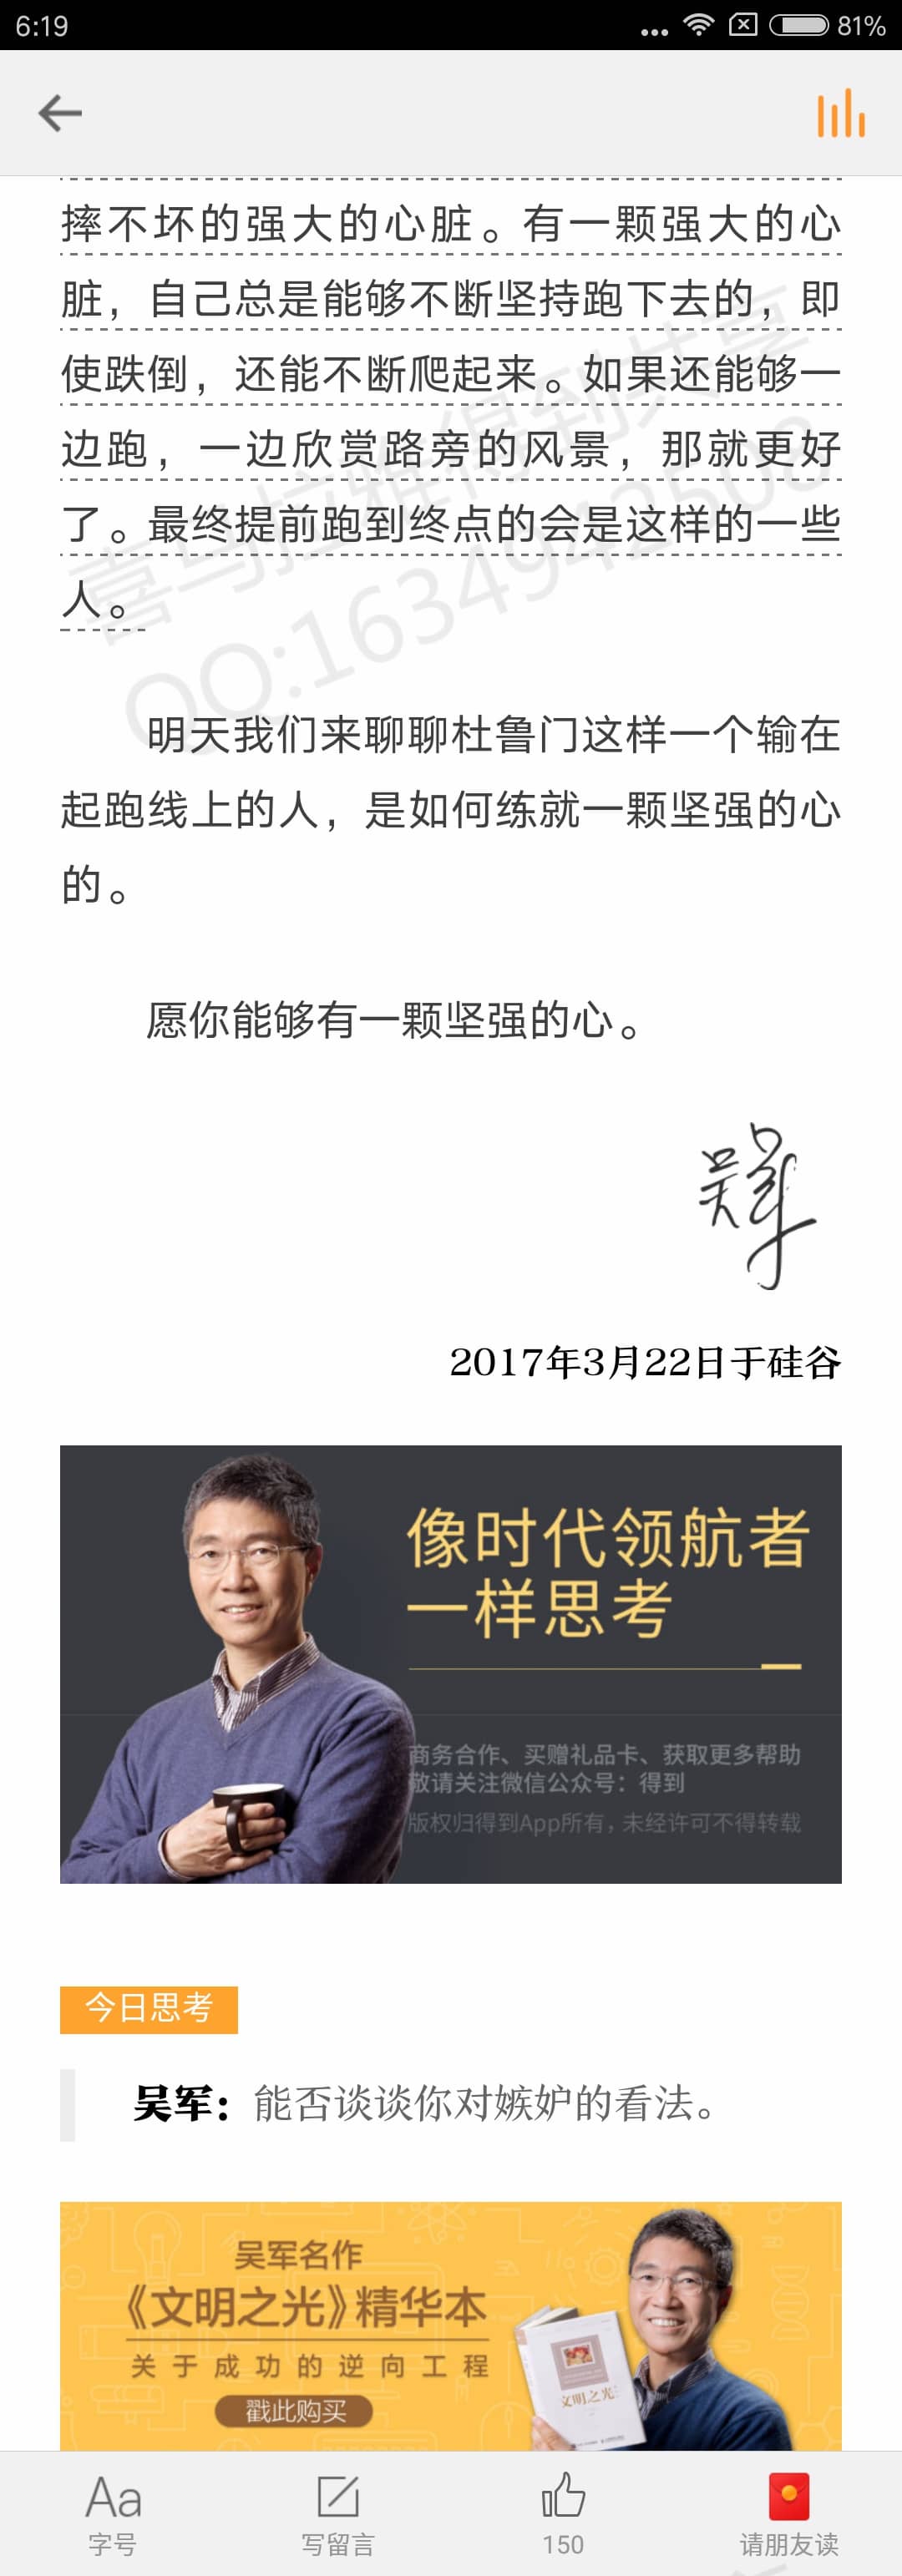 6:19
81%
摔不坏的强大的心脏。有一颗强大的心
脏，自己总是能够不断坚持跑下去的，即
使跌倒，还能不断爬起来。如果还能够一
边跑，一边欣赏路旁的风景，那就更好
了。最终提前跑到终点的会是这样的一些
人。
喜马拉雅得到共享
QQ:1634942508
明天我们来聊聊杜鲁门这样一个输在
起跑线上的人，是如何练就一颗坚强的心
的。
愿你能够有一颗坚强的心。
吴军
2017年3月22日于硅谷
像时代领航者
一样思考
商务合作、买赠礼品卡、获取更多帮助
敬请关注微信公众号：得到
版权归得到App所有，未经许可不得转载
今日思考
吴军：能否谈谈你对嫉妒的看法。
吴军名作
《文明之光》精华本
关于成功的逆向工程
戳此购买
文明之光
Aa
字号
写留言
150
请朋友读